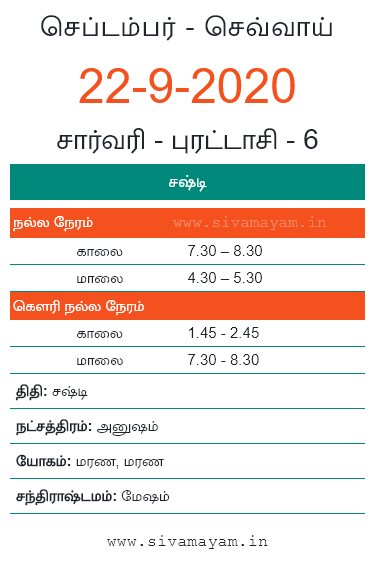 செப்டம்பர் - செவ்வாய்
22-9-2020
சார்வரி - புரட்டாசி - 6
சஷ்டி
நல்ல நேரம் www.sivamayam.in
காலை 7.30 – 8.30
மாலை 4.30 – 5.30
கௌரி நல்ல நேரம்
காலை 1.45 - 2.45
மாலை 7.30 - 8.30
திதி: சஷ்டி
நட்சத்திரம்: அனுஷம்
யோகம்: மரண, மரண
சந்திராஷ்டமம்: மேஷம்
www.sivamayam.in